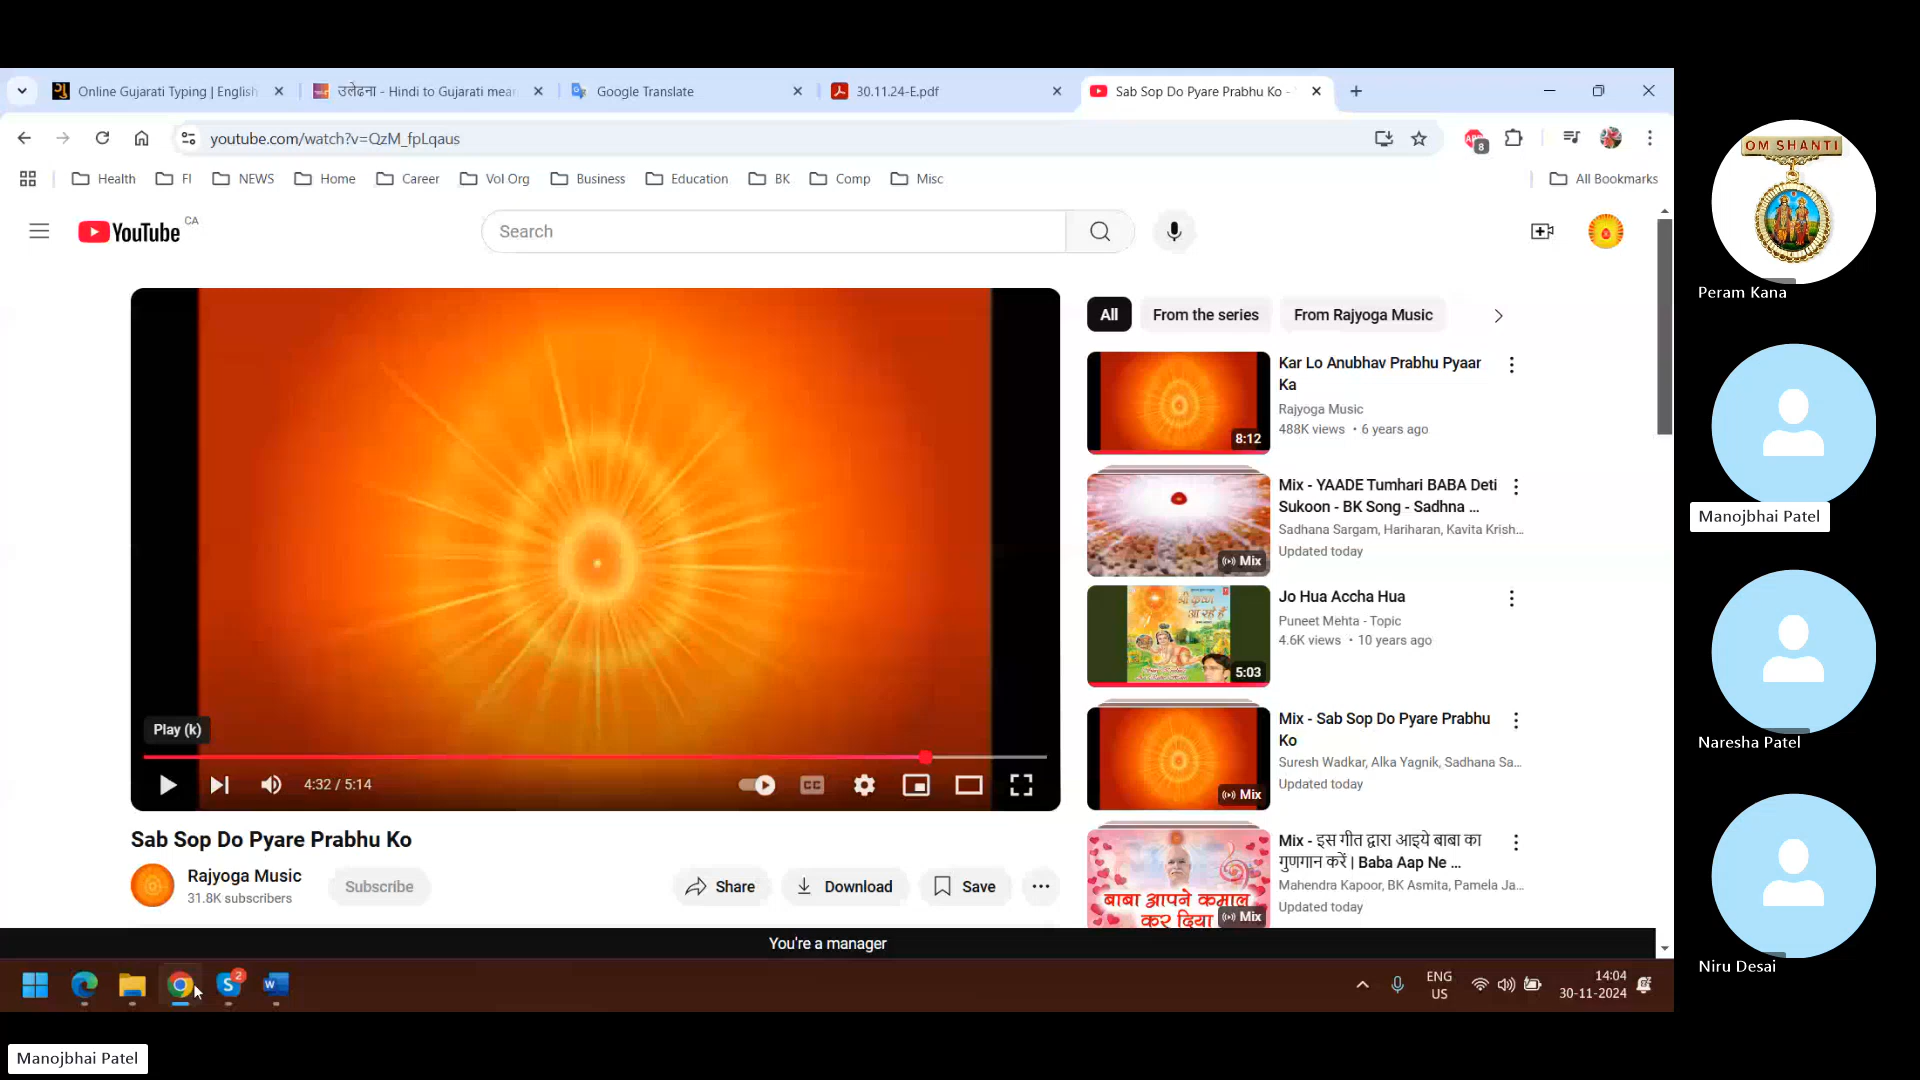 Online Gujarati Typing | English
उलेढना - Hindi to Gujarati mean
Google Translate
30.11.24-E.pdf
Sab Sop Do Pyare Prabhu Ko -
youtube.com/watch?v=QzM_fpLqaus
8
Health
FI
NEWS
Home
Career
Vol Org
Business
Education
BK
Comp
Misc
All Bookmarks
YouTube CA
Search
All
From the series
From Rajyoga Music
Kar Lo Anubhav Prabhu Pyaar
Ka
Rajyoga Music
488K views • 6 years ago
8:12
Mix - YAADE Tumhari BABA Deti
Sukoon - BK Song - Sadhna ...
Sadhana Sargam, Hariharan, Kavita Krish...
Updated today
Mix
Jo Hua Accha Hua
Puneet Mehta - Topic
4.6K views • 10 years ago
श्री कृष्णा
आ रहे हैं
5:03
Mix - Sab Sop Do Pyare Prabhu
Ko
Suresh Wadkar, Alka Yagnik, Sadhana Sa...
Updated today
Mix
Mix - इस गीत द्वारा आइये बाबा का
गुणगान करें | Baba Aap Ne ...
Mahendra Kapoor, BK Asmita, Pamela Ja...
Updated today
बाबा आपने कमाल
कर दिया
Mix
Play (k)
4:32 / 5:14
CC
Sab Sop Do Pyare Prabhu Ko
Rajyoga Music
31.8K subscribers
Subscribe
Share
Download
Save
You're a manager
S
2
W
ENG
US
14:04
30-11-2024
OM SHANTI
Peram Kana
Manojbhai Patel
Naresha Patel
Niru Desai
Manojbhai Patel